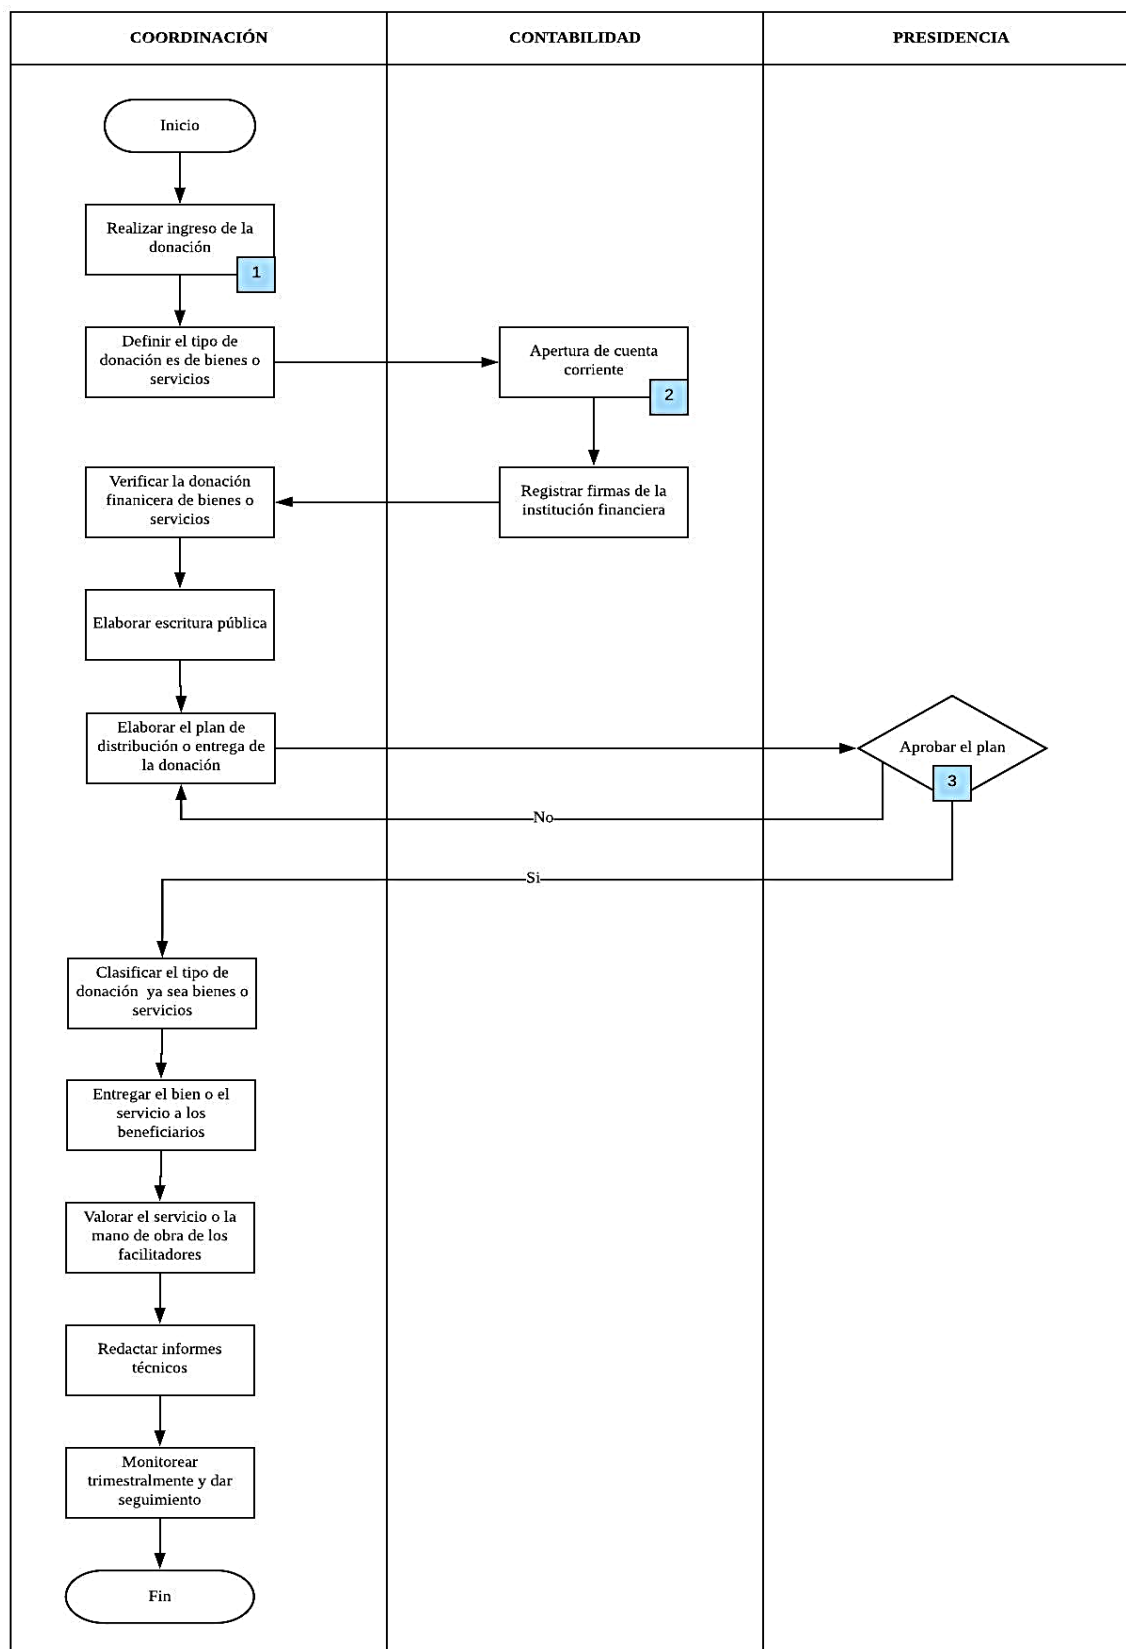 COORDINACIÓN
CONTABILIDAD
PRESIDENCIA
Inicio
Realizar ingreso de la
donación
1
Definir el tipo de
donación es de bienes o
servicios
Apertura de cuenta
corriente
2
Verificar la donación
finanicera de bienes o
servicios
Registrar firmas de la
institución financiera
Elaborar escritura pública
Elaborar el plan de
distribución o entrega de
la donación
Aprobar el plan
3
No
Si
Clasificar el tipo de
donación ya sea bienes o
servicios
Entregar el bien o el
servicio a los
beneficiarios
Valorar el servicio o la
mano de obra de los
facilitadores
Redactar informes
técnicos
Monitorear
trimestralmente y dar
seguimiento
Fin